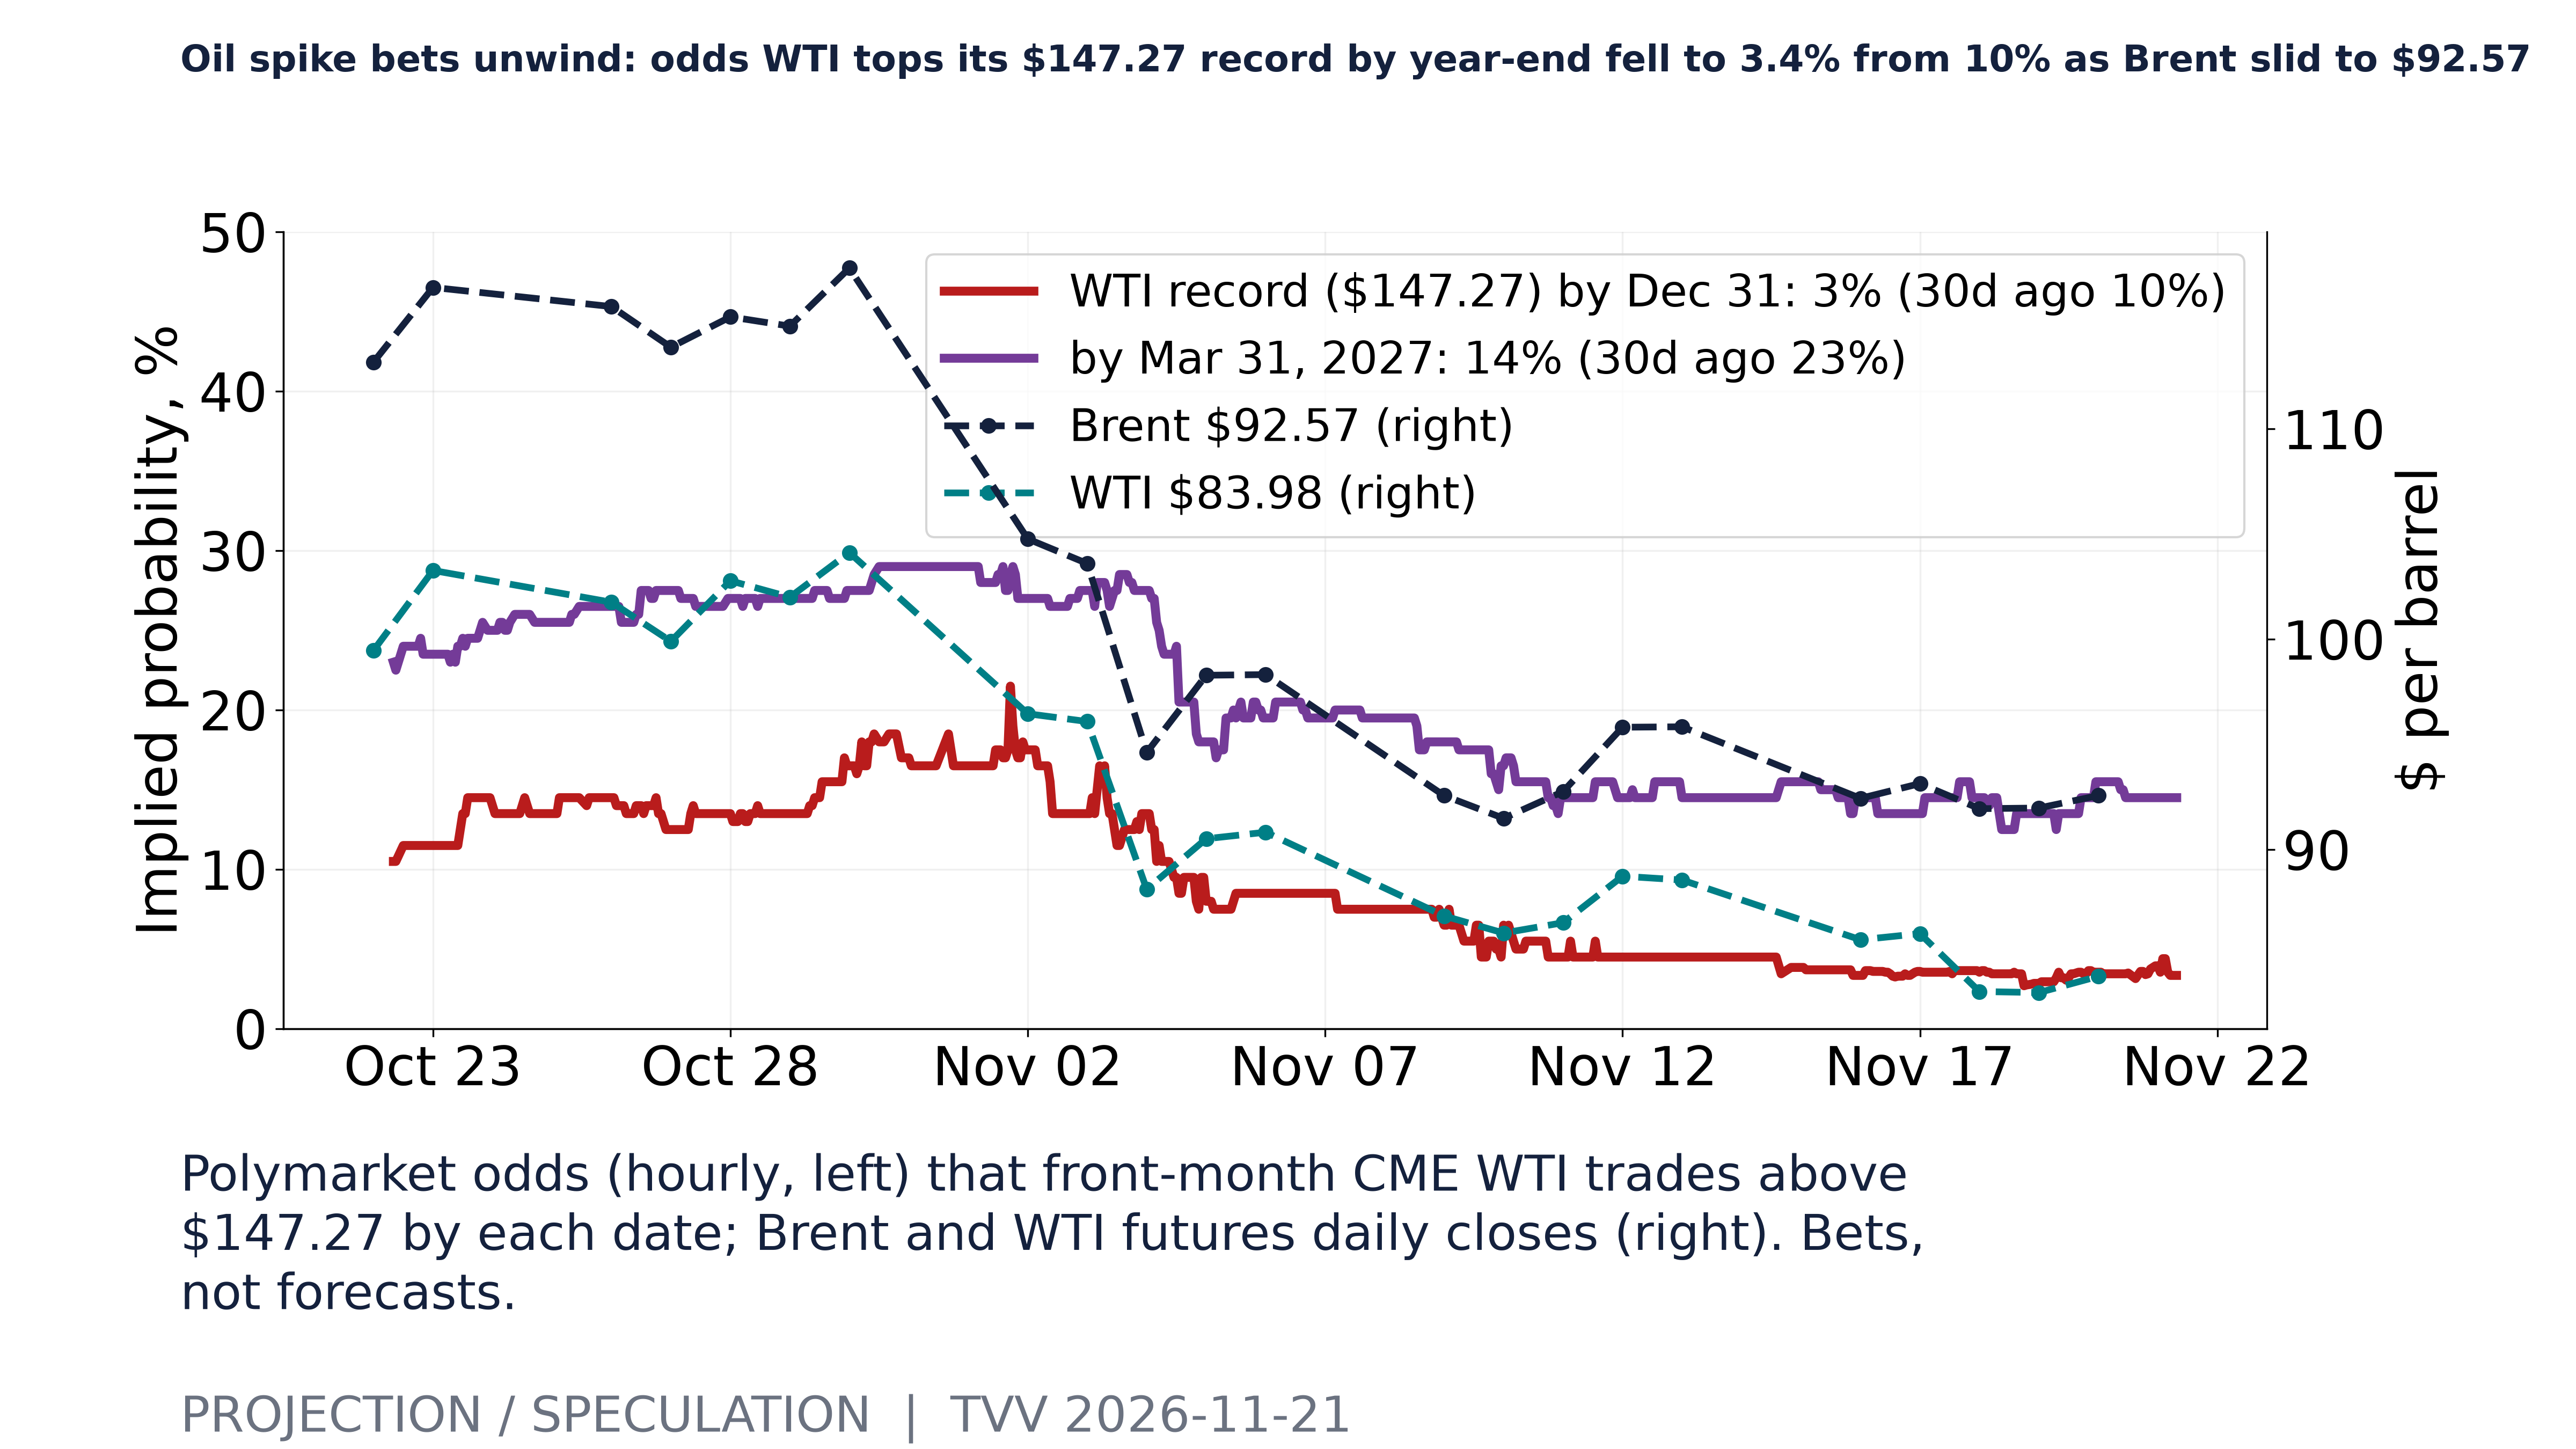 Oil spike bets unwind: odds WTI tops its $147.27 record by year-end fell to 3.4% from 10% as Brent slid to $92.57
50
40
30
20
10
0
Implied probability, %
WTI record ($147.27) by Dec 31: 3% (30d ago 10%)
by Mar 31, 2027: 14% (30d ago 23%)
Brent $92.57 (right)
WTI $83.98 (right)
110
100
90
$ per barrel
Oct 23
Oct 28
Nov 02
Nov 07
Nov 12
Nov 17
Nov 22
Polymarket odds (hourly, left) that front-month CME WTI trades above
$147.27 by each date; Brent and WTI futures daily closes (right). Bets,
not forecasts.
PROJECTION / SPECULATION | TVV 2026-11-21